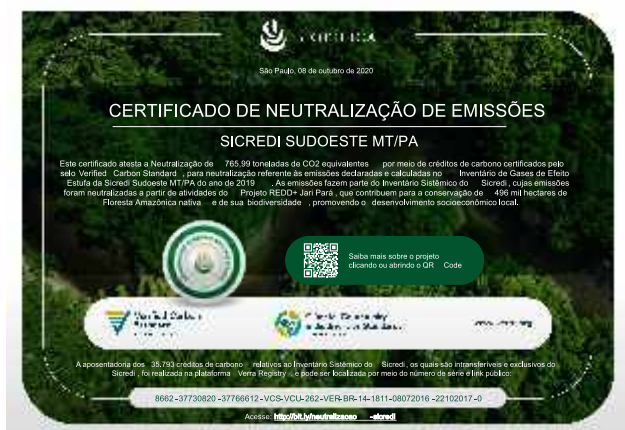 São Paulo, 08 de outubro de 2020
CERTIFICADO DE NEUTRALIZAÇÃO DE EMISSÕES
SICREDI SUDOESTE MT/PA
Este certificado atesta a Neutralização de 765,99 toneladas de CO2 equivalentes por meio de créditos de carbono certificados pelo
selo Verified Carbon Standard , para neutralização referente às emissões declaradas e calculadas no Inventário de Gases de Efeito
Estufa da Sicredi Sudoeste MT/PA do ano de 2019 . As emissões fazem parte do Inventário Sistêmico do Sicredi , cujas emissões
foram neutralizadas a partir de atividades do Projeto REDD+ Jari Pará , que contribuem para a conservação de 496 mil hectares de
Floresta Amazônica nativa e de sua biodiversidade , promovendo o desenvolvimento socioeconômico local.
Saiba mais sobre o projeto
clicando ou abrindo o QR Code
Verified Carbon
Standard
A aposentadoria dos 35.793 créditos de carbono relativos ao Inventário Sistêmico do Sicredi , os quais são intransferíveis e exclusivos do
Sicredi , foi realizada na plataforma Verra Registry , e pode ser localizada por meio do número de série e link público:
8662 -37730820 -37766612 -VCS-VCU -262 -VER-BR -14 -1811-08072016 -22102017 -0
Acesse: http://bit.ly/neutralizacao -sicredi